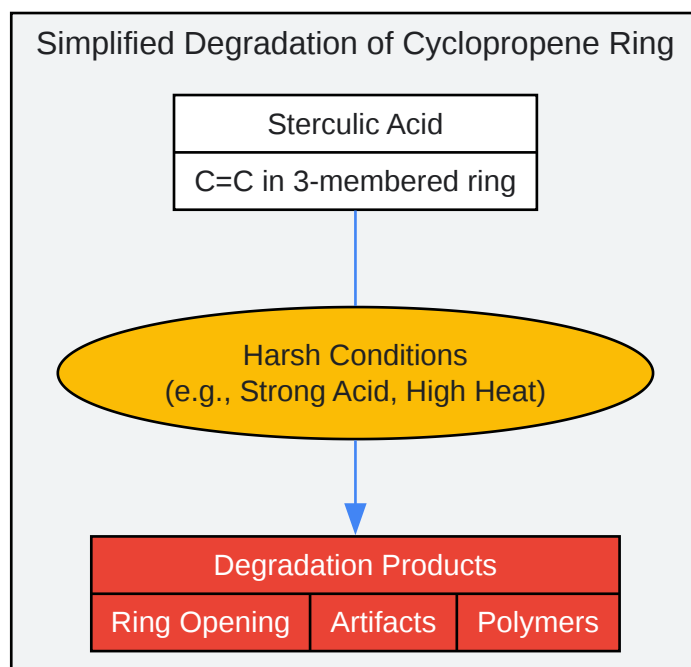 Simplified Degradation of Cyclopropene Ring
Sterculic Acid
C=C in 3-membered ring
Harsh Conditions
(e.g., Strong Acid, High Heat)
Degradation Products
Ring Opening
Artifacts
Polymers